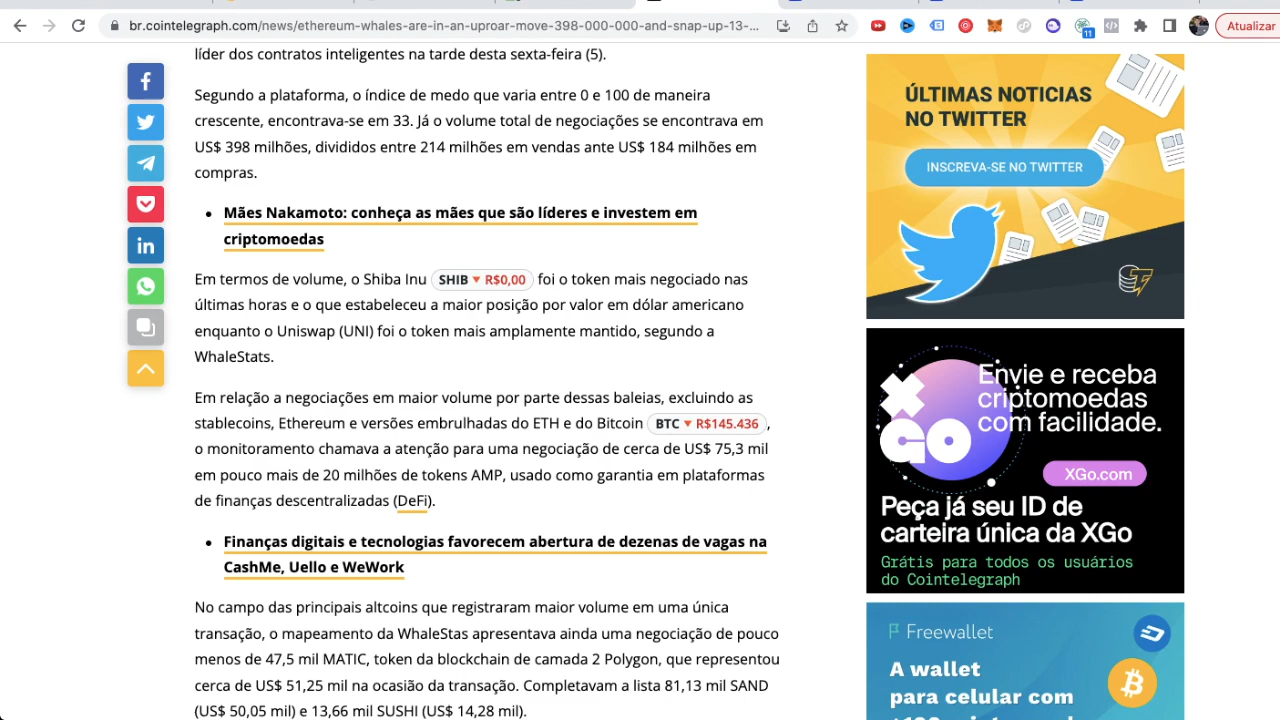 br.cointelegraph.com/news/ethereum-whales-are-in-an-uproar-move-398-000-000-and-snap-up-13-...
11
Atualizar
líder dos contratos inteligentes na tarde desta sexta-feira (5).
Segundo a plataforma, o índice de medo que varia entre 0 e 100 de maneira
crescente, encontrava-se em 33. Já o volume total de negociações se encontrava em
US$ 398 milhões, divididos entre 214 milhões em vendas ante US$ 184 milhões em
compras.
• Mães Nakamoto: conheça as mães que são líderes e investem em
criptomoedas
Em termos de volume, o Shiba Inu SHIB ▼ R$0,00 foi o token mais negociado nas
últimas horas e o que estabeleceu a maior posição por valor em dólar americano
enquanto o Uniswap (UNI) foi o token mais amplamente mantido, segundo a
WhaleStats.
Em relação a negociações em maior volume por parte dessas baleias, excluindo as
stablecoins, Ethereum e versões embrulhadas do ETH e do Bitcoin BTC ▼ R$145.436 ,
o monitoramento chamava a atenção para uma negociação de cerca de US$ 75,3 mil
em pouco mais de 20 milhões de tokens AMP, usado como garantia em plataformas
de finanças descentralizadas (DeFi).
• Finanças digitais e tecnologias favorecem abertura de dezenas de vagas na
CashMe, Uello e WeWork
No campo das principais altcoins que registraram maior volume em uma única
transação, o mapeamento da WhaleStas apresentava ainda uma negociação de pouco
menos de 47,5 mil MATIC, token da blockchain de camada 2 Polygon, que representou
cerca de US$ 51,25 mil na ocasião da transação. Completavam a lista 81,13 mil SAND
(US$ 50,05 mil) e 13,66 mil SUSHI (US$ 14,28 mil).
ÚLTIMAS NOTICIAS
NO TWITTER
INSCREVA-SE NO TWITTER
XGO
Envie e receba
criptomoedas
com facilidade.
XGo.com
Peça já seu ID de
carteira única da XGo
Grátis para todos os usuários
do Cointelegraph
Freewallet
A wallet
para celular com